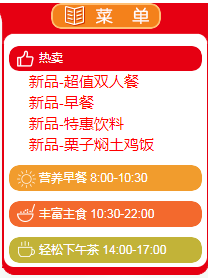 菜 单
热卖
新品-超值双人餐
新品-早餐
新品-特惠饮料
新品-栗子焖土鸡饭
营养早餐 8:00-10:30
丰富主食 10:30-22:00
轻松下午茶 14:00-17:00